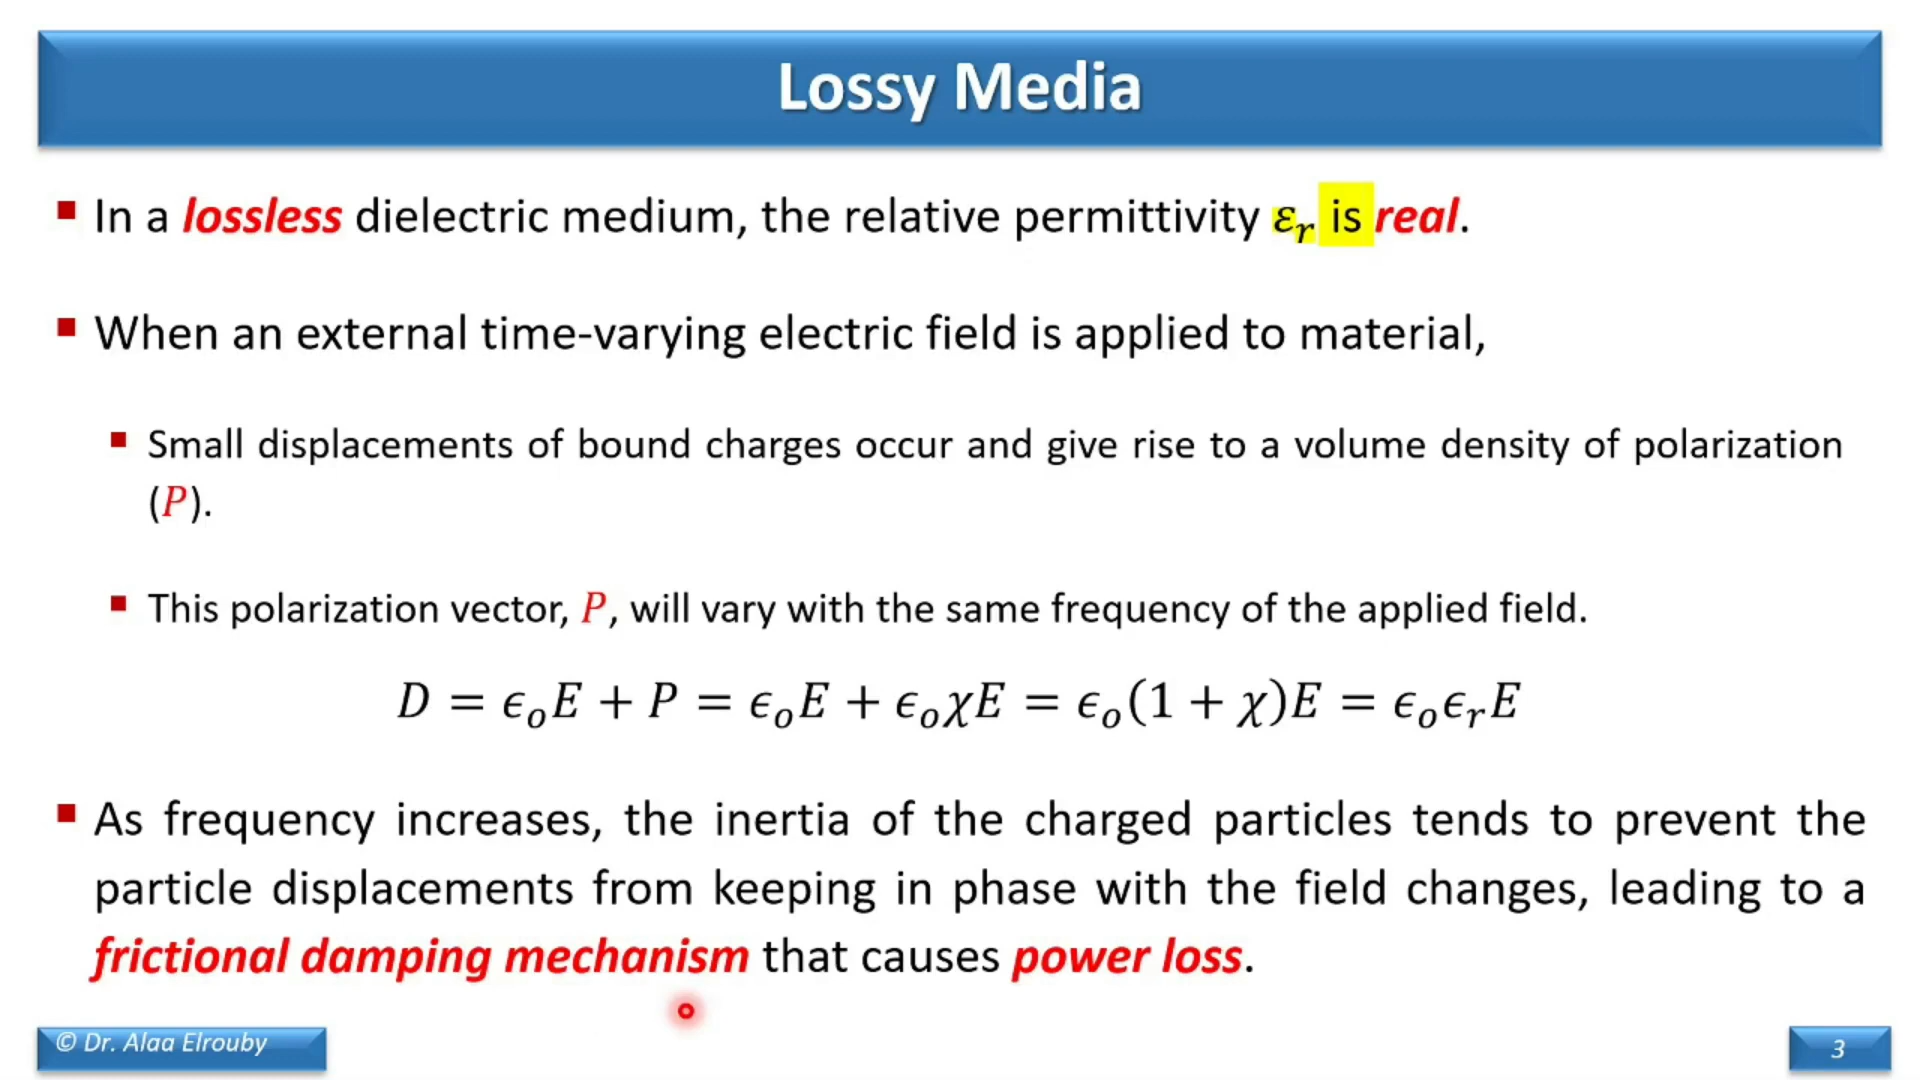 Lossy Media
▪ In a lossless dielectric medium, the relative permittivity εᵣ is real.
▪ When an external time-varying electric field is applied to material,
▪ Small displacements of bound charges occur and give rise to a volume density of polarization
(P).
▪ This polarization vector, P, will vary with the same frequency of the applied field.
D = ϵₒE + P = ϵₒE + ϵₒχE = ϵₒ(1 + χ)E = ϵₒϵᵣE
▪ As frequency increases, the inertia of the charged particles tends to prevent the
particle displacements from keeping in phase with the field changes, leading to a
frictional damping mechanism that causes power loss.
© Dr. Alaa Elrouby
3